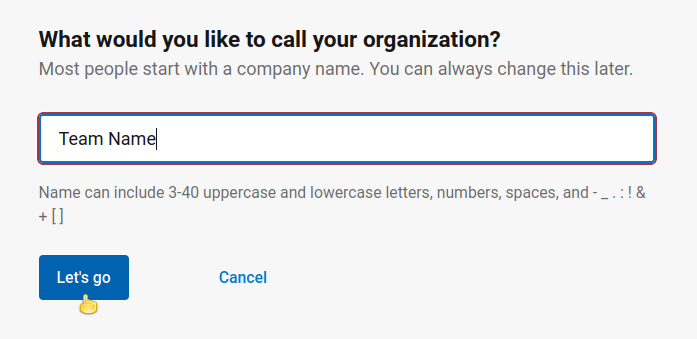 What would you like to call your organization?
Most people start with a company name. You can always change this later.
Team Name
Name can include 3-40 uppercase and lowercase letters, numbers, spaces, and - _ . : ! &
+ [ ]
Let's go
Cancel